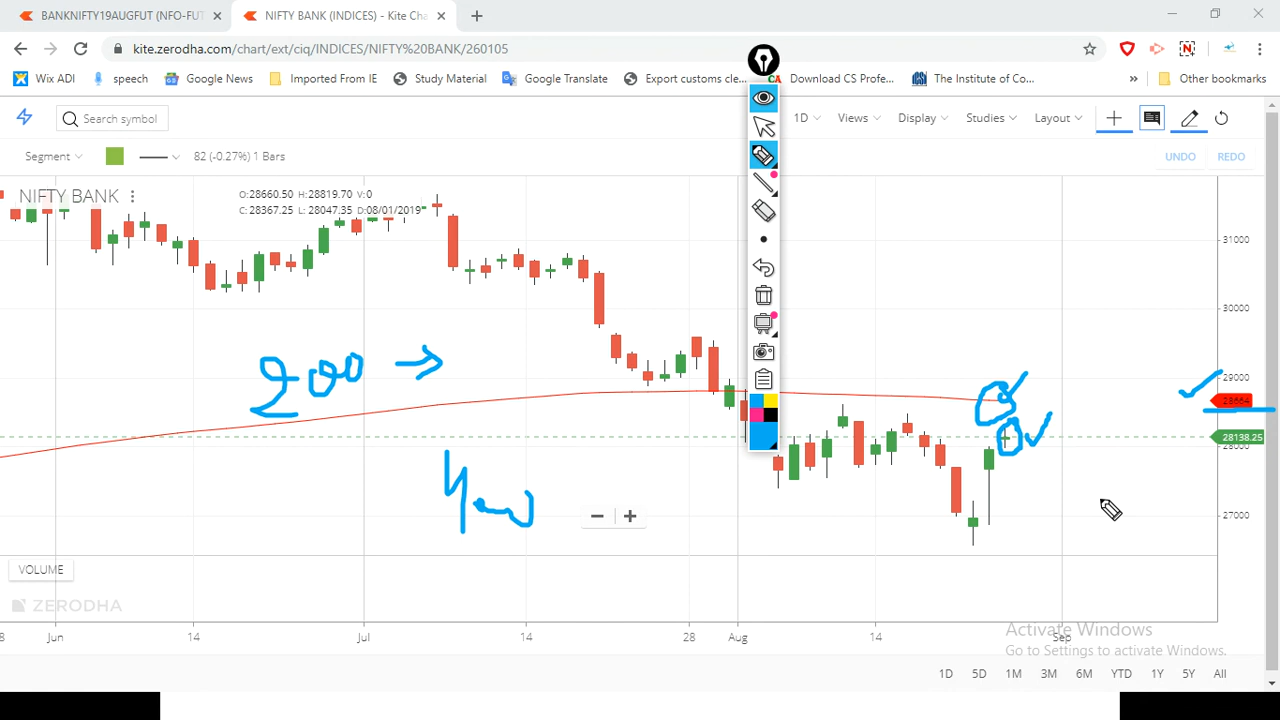 BANKNIFTY19AUGFUT (NFO-FUT
NIFTY BANK (INDICES) - Kite Cha
kite.zerodha.com/chart/ext/ciq/INDICES/NIFTY%20BANK/260105
Wix ADI
speech
Google News
Imported From IE
Study Material
Google Translate
Export customs cle...
Download CS Profe...
The Institute of Co...
»
Other bookmarks
Search symbol
1D
Views
Display
Studies
Layout
Segment
82 (-0.27%) 1 Bars
UNDO
REDO
NIFTY BANK
O:28660.50 H:28819.70 V:0
C:28367.25 L: 28047.35 D:08/01/2019
31000
30000
29000
28664
28138.25
28000
27000
200 →
VOLUME
ZERODHA
Jun
14
Jul
14
28
Aug
14
Sep
Activate Windows
Go to Settings to activate Windows.
1D
5D
1M
3M
6M
YTD
1Y
5Y
All